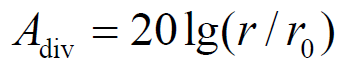 A_div = 20 lg(r / r_0)